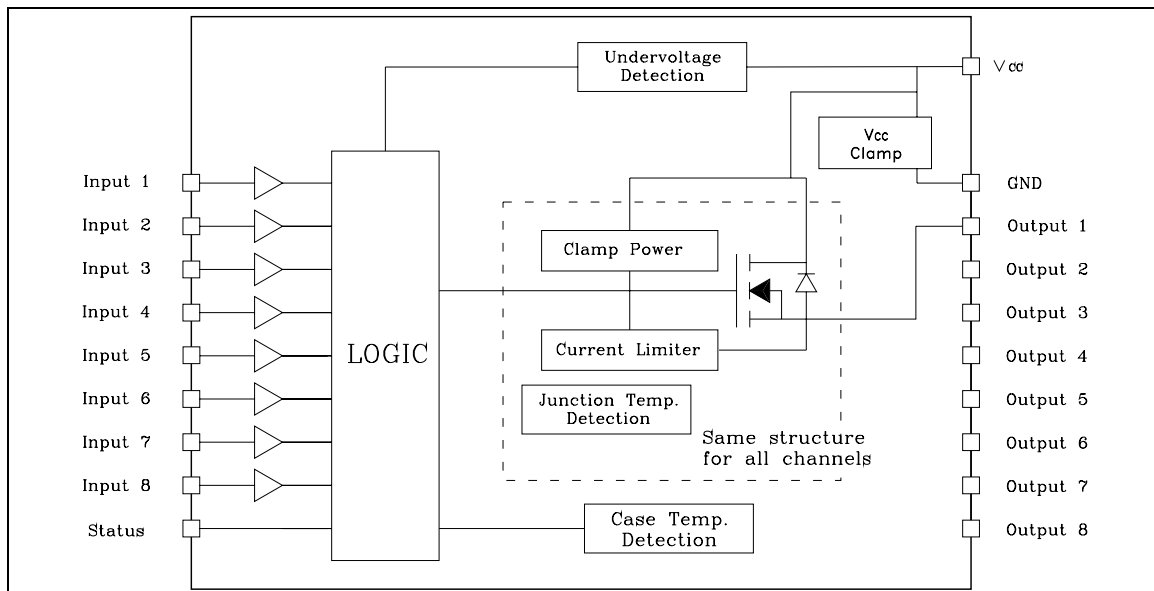 Undervoltage
Detection
Vcc
Vcc
Clamp
Input 1
GND
Input 2
Output 1
Clamp Power
Input 3
Output 2
Input 4
Output 3
LOGIC
Current Limiter
Input 5
Output 4
Junction Temp.
Detection
Input 6
Output 5
Same structure
for all channels
Input 7
Output 6
Input 8
Output 7
Case Temp.
Detection
Status
Output 8